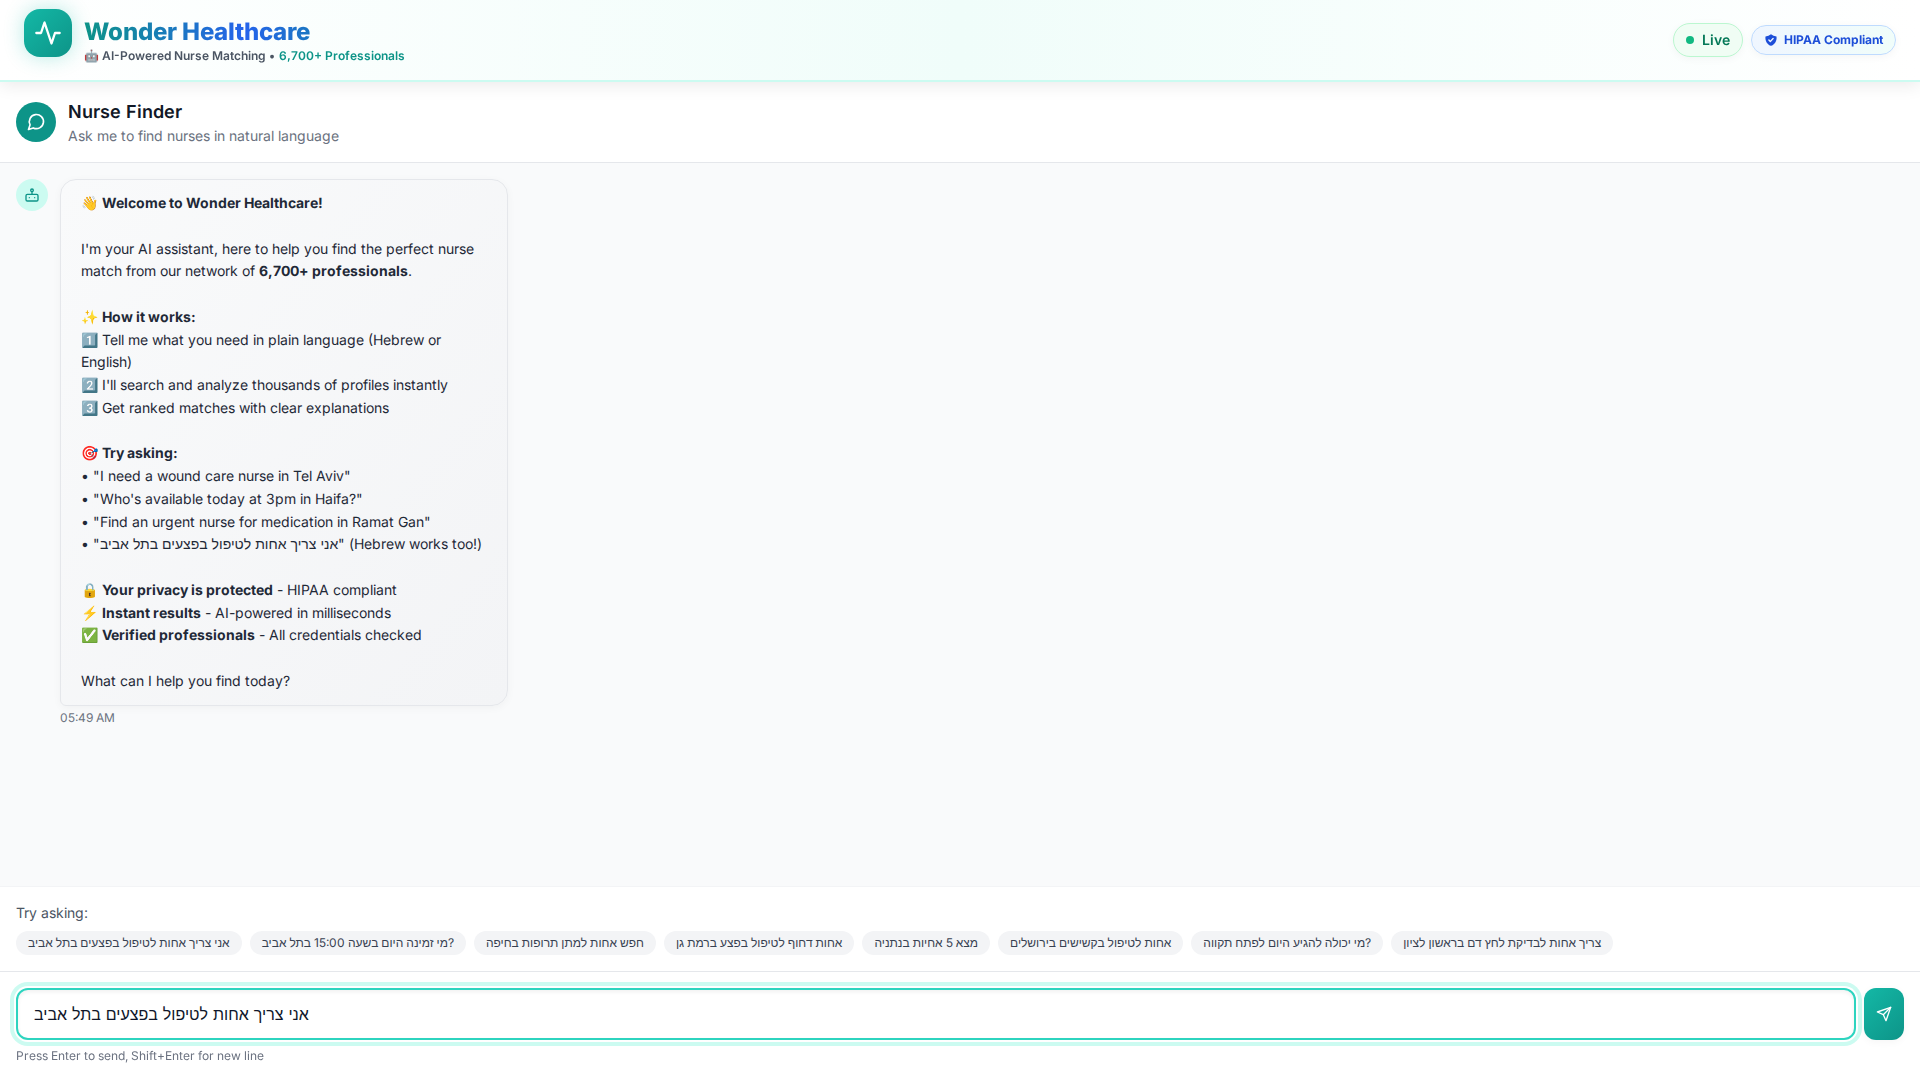 Wonder Healthcare
🤖 AI-Powered Nurse Matching • 6,700+ Professionals
Live
HIPAA Compliant
Nurse Finder
Ask me to find nurses in natural language
👋 Welcome to Wonder Healthcare!
I'm your AI assistant, here to help you find the perfect nurse
match from our network of 6,700+ professionals.
✨ How it works:
1️⃣ Tell me what you need in plain language (Hebrew or
English)
2️⃣ I'll search and analyze thousands of profiles instantly
3️⃣ Get ranked matches with clear explanations
🎯 Try asking:
• "I need a wound care nurse in Tel Aviv"
• "Who's available today at 3pm in Haifa?"
• "Find an urgent nurse for medication in Ramat Gan"
• "אני צריך אחות לטיפול בפצעים בתל אביב" (Hebrew works too!)
🔒 Your privacy is protected - HIPAA compliant
⚡ Instant results - AI-powered in milliseconds
✅ Verified professionals - All credentials checked
What can I help you find today?
05:49 AM
Try asking:
אני צריך אחות לטיפול בפצעים בתל אביב
מי זמינה היום בשעה 15:00 בתל אביב?
חפש אחות למתן תרופות בחיפה
אחות דחוף לטיפול בפצע ברמת גן
מצא 5 אחיות בנתניה
אחות לטיפול בקשישים בירושלים
מי יכולה להגיע היום לפתח תקווה?
צריך אחות לבדיקת לחץ דם בראשון לציון
אני צריך אחות לטיפול בפצעים בתל אביב
Press Enter to send, Shift+Enter for new line